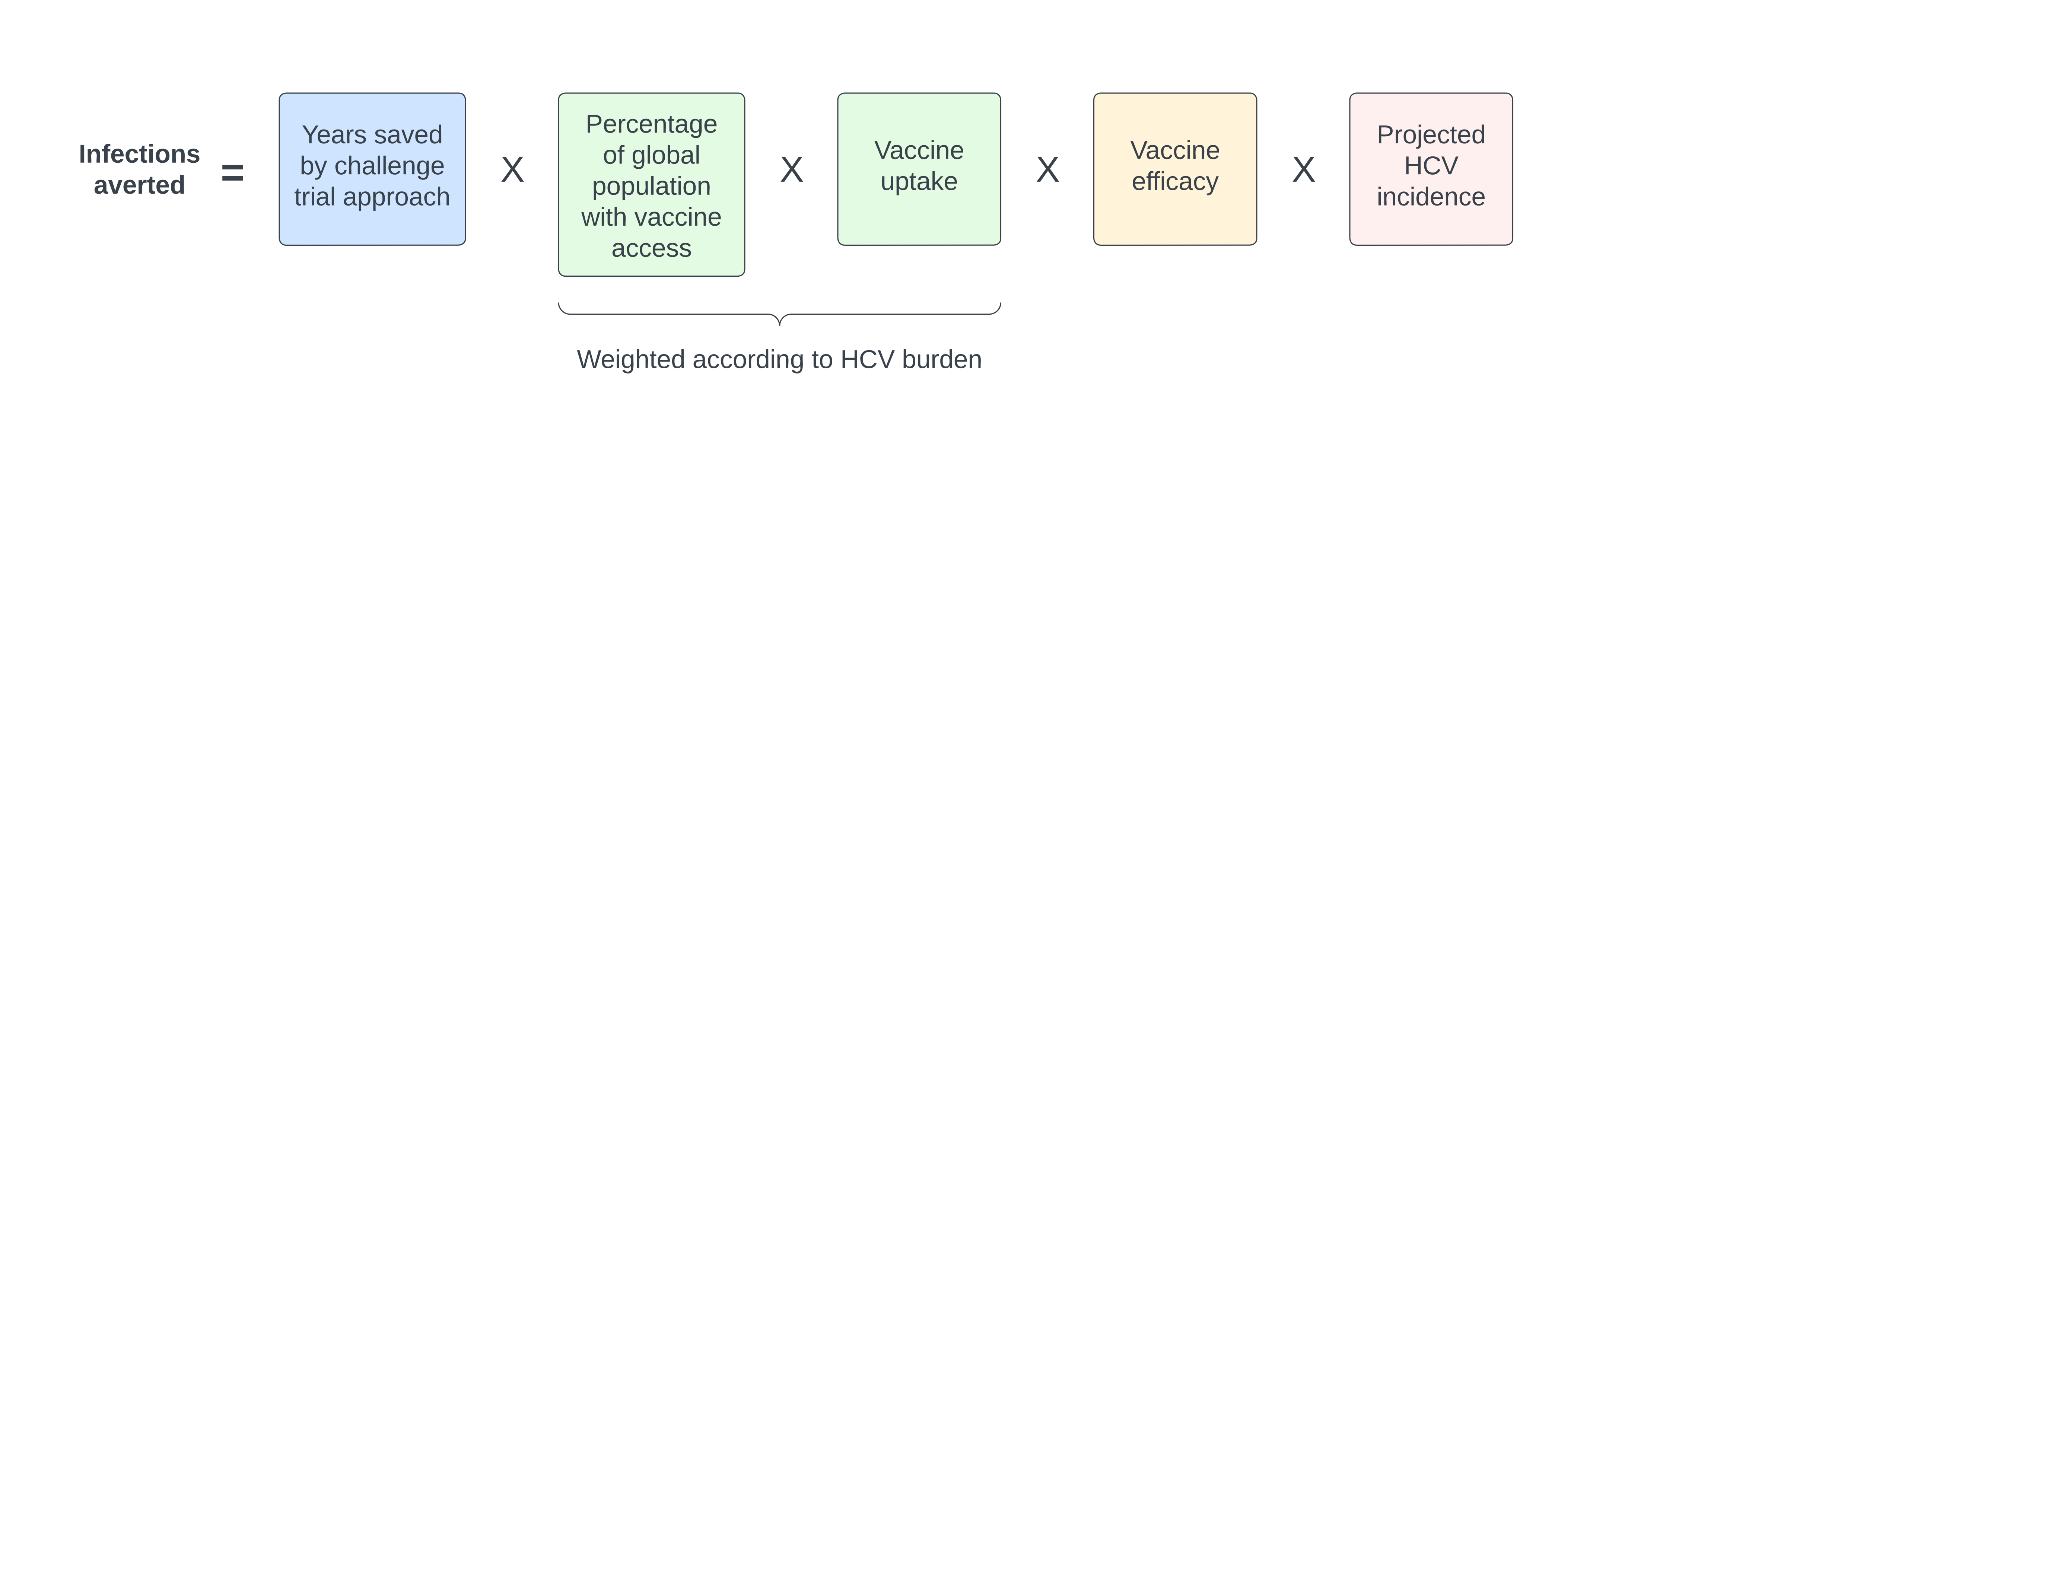 Infections
averted
=
Years saved
by challenge
trial approach
X
Percentage
of global
population
with vaccine
access
X
Vaccine
uptake
X
Vaccine
efficacy
X
Projected
HCV
incidence
Weighted according to HCV burden